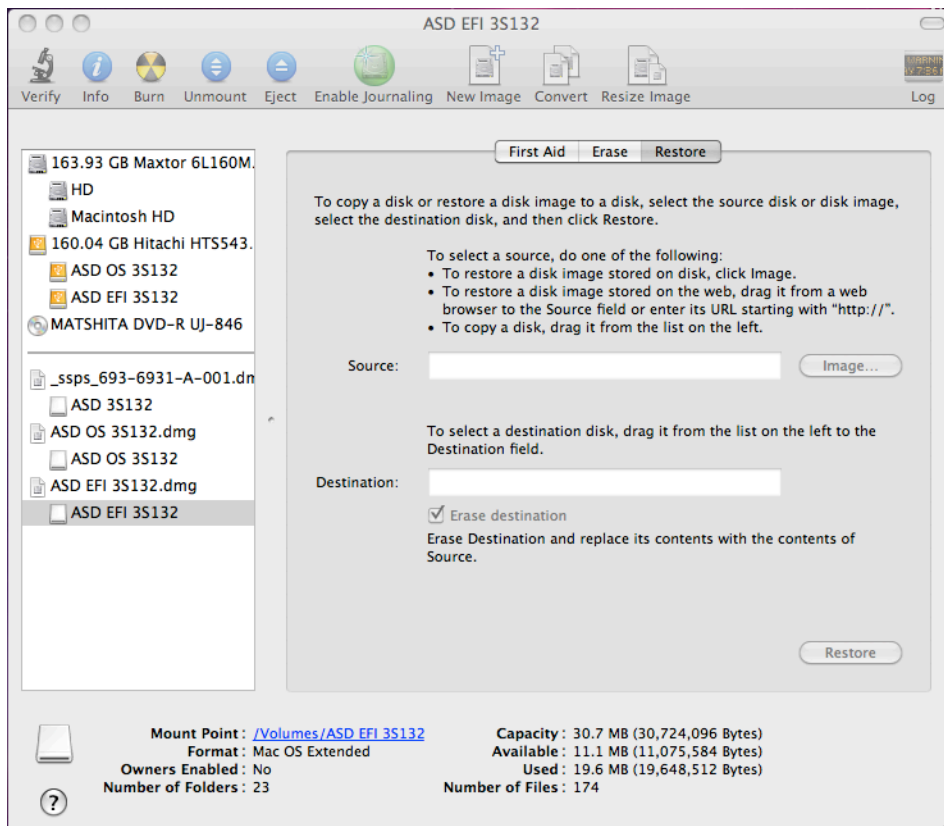 ASD EFI 3S132
Verify Info Burn Unmount Eject Enable Journaling New Image Convert Resize Image Log
163.93 GB Maxtor 6L160M.
HD
Macintosh HD
160.04 GB Hitachi HTS543.
ASD OS 3S132
ASD EFI 3S132
MATSHITA DVD-R UJ-846
_ssps_693-6931-A-001.dm
ASD 3S132
ASD OS 3S132.dmg
ASD OS 3S132
ASD EFI 3S132.dmg
ASD EFI 3S132
First Aid Erase Restore
To copy a disk or restore a disk image to a disk, select the source disk or disk image,
select the destination disk, and then click Restore.
To select a source, do one of the following:
• To restore a disk image stored on disk, click Image.
• To restore a disk image stored on the web, drag it from a web
browser to the Source field or enter its URL starting with “http://”.
• To copy a disk, drag it from the list on the left.
Source: Image...
To select a destination disk, drag it from the list on the left to the
Destination field.
Destination:
Erase destination
Erase Destination and replace its contents with the contents of
Source.
Restore
Mount Point : /Volumes/ASD EFI 3S132
Format : Mac OS Extended
Owners Enabled : No
Number of Folders : 23
Capacity : 30.7 MB (30,724,096 Bytes)
Available : 11.1 MB (11,075,584 Bytes)
Used : 19.6 MB (19,648,512 Bytes)
Number of Files : 174
?